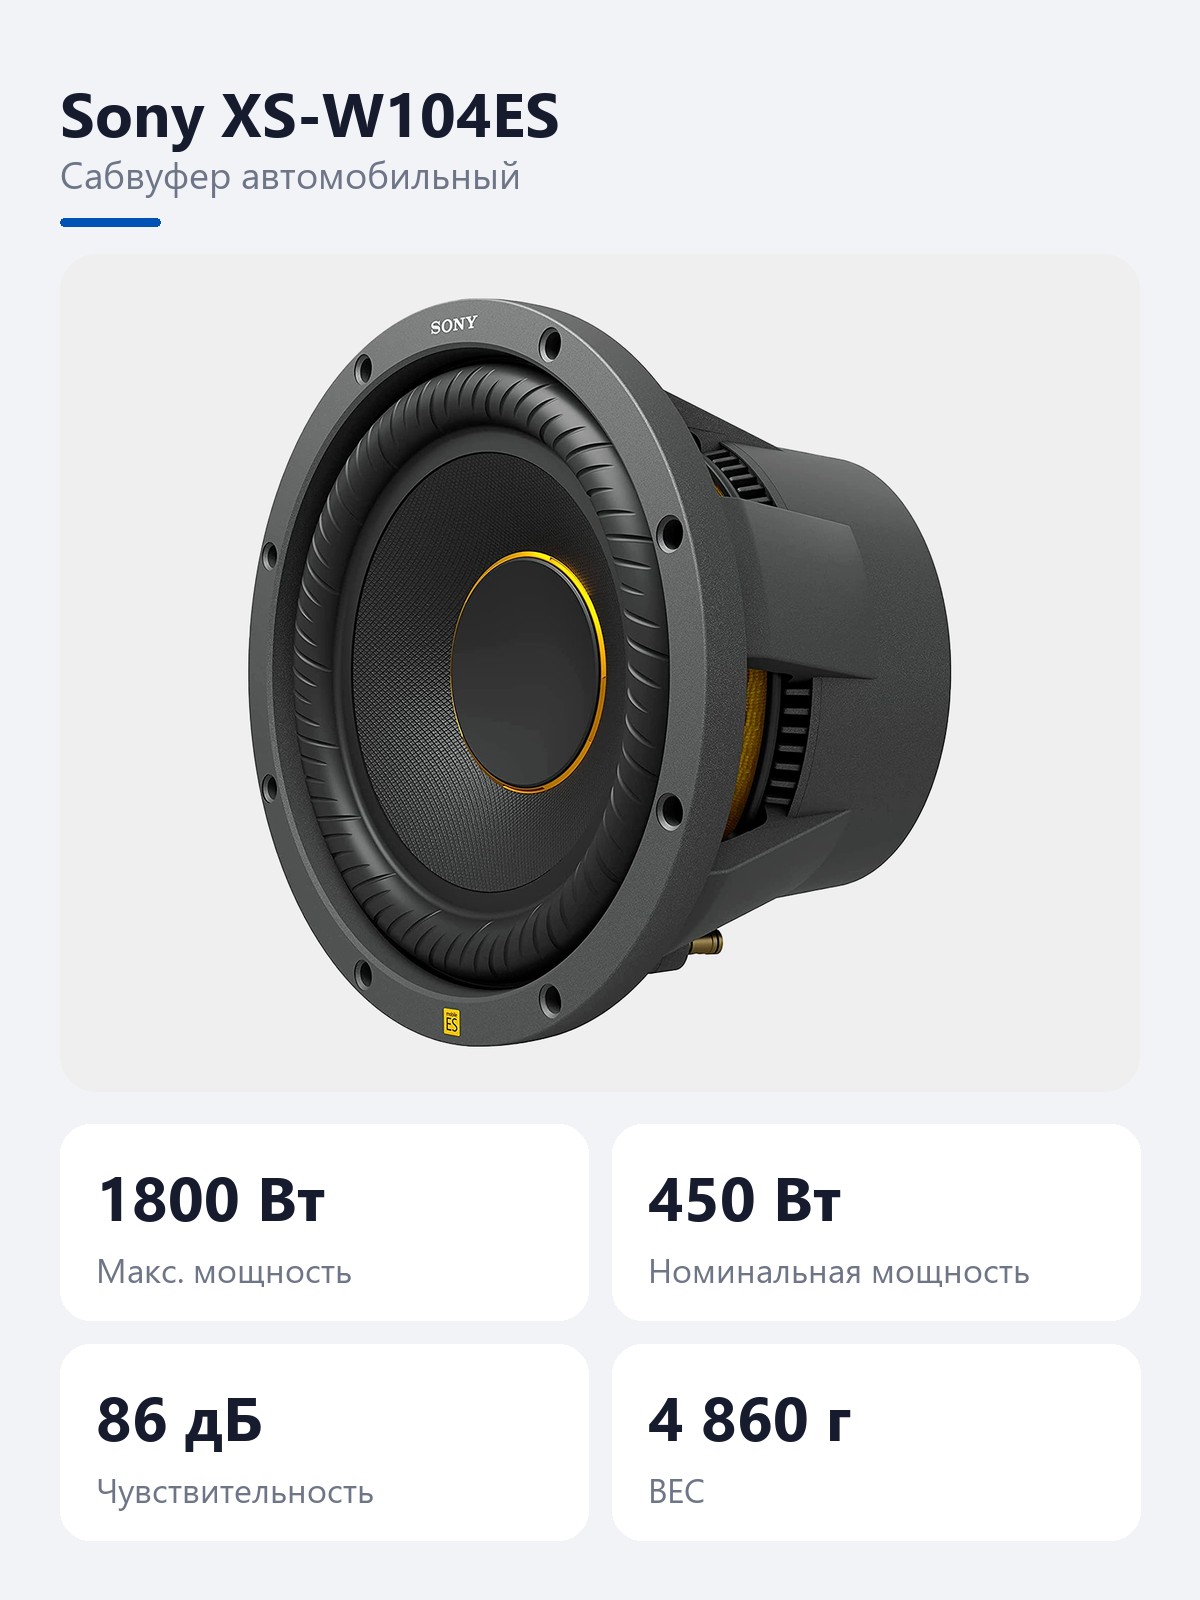 Sony XS-W104ES
Сабвуфер автомобильный
SONY
mobile
ES
1800 Вт
Макс. мощность
450 Вт
Номинальная мощность
86 дБ
Чувствительность
4 860 г
ВЕС